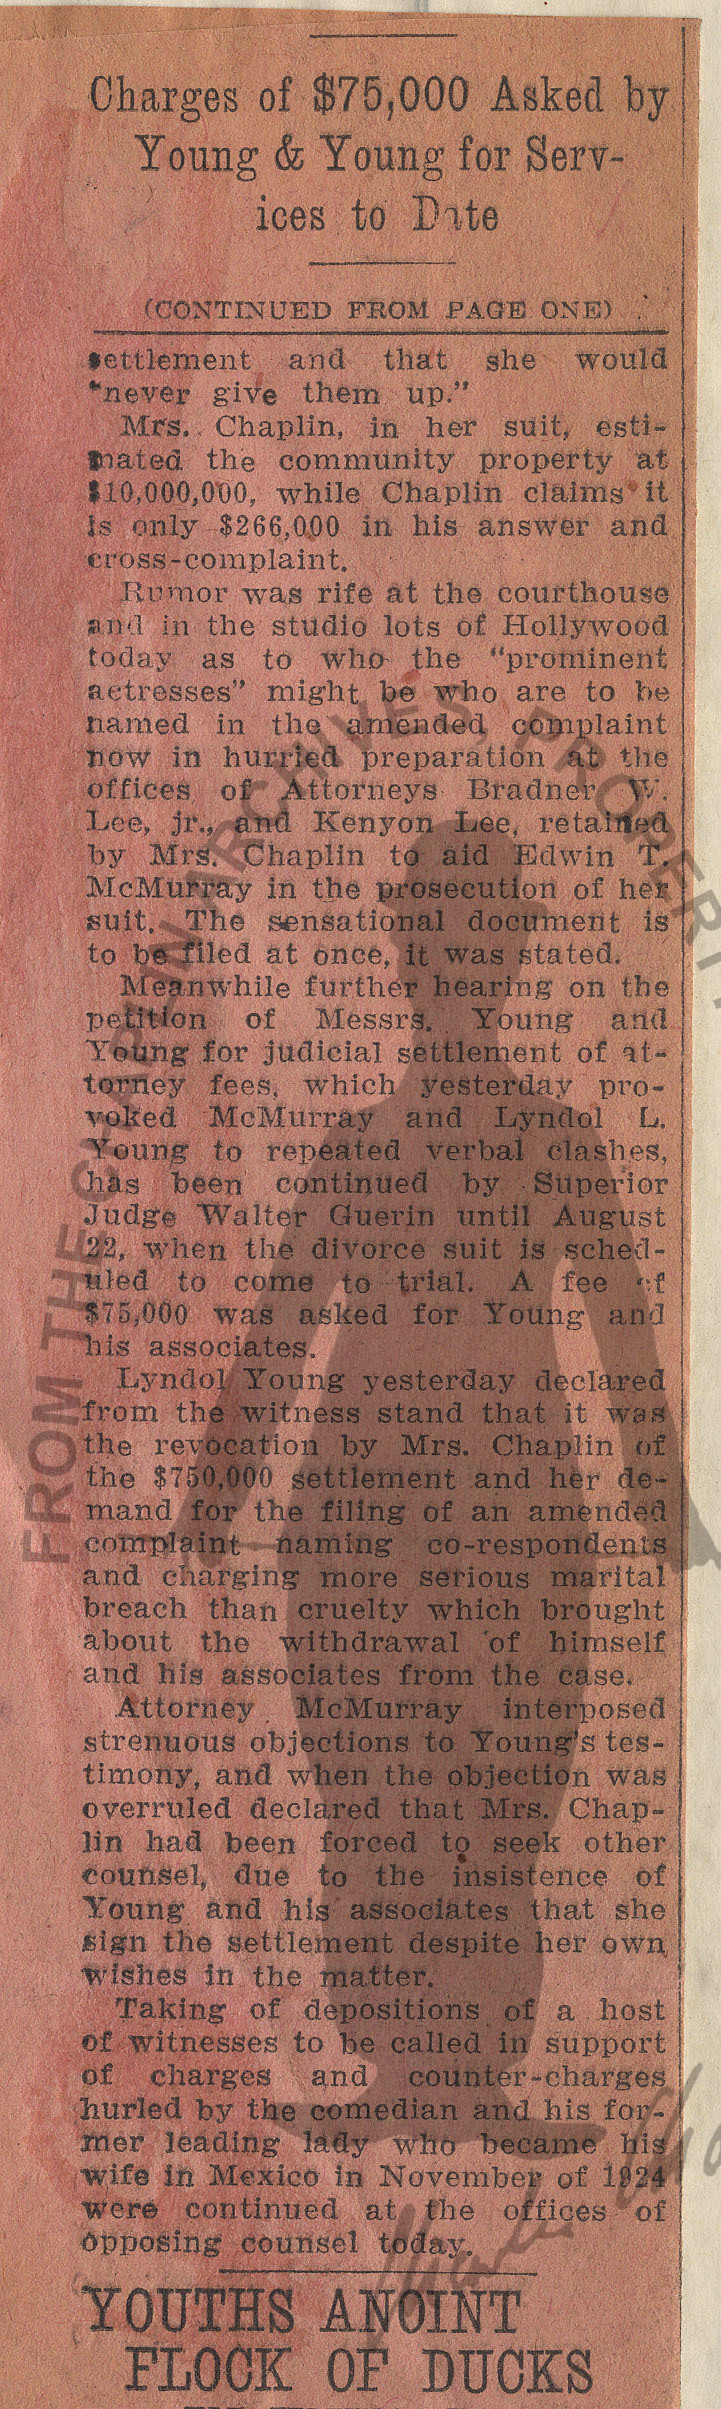 Charges of $75,000 Asked by
Young & Young for Serv-
ices to Date
(CONTINUED FROM PAGE ONE)
settlement and that she would
"never give them up."
Mrs. Chaplin, in her suit, esti-
mated the community property at
$10,000,000, while Chaplin claims it
is only $266,000 in his answer and
cross-complaint.
Rumor was rife at the courthouse
and in the studio lots of Hollywood
today as to who the "prominent
actresses" might be who are to be
named in the amended complaint
now in hurried preparation at the
offices of Attorneys Bradner W.
Lee, jr., and Kenyon Lee, retained
by Mrs. Chaplin to aid Edwin T.
McMurray in the prosecution of her
suit. The sensational document is
to be filed at once, it was stated.
Meanwhile further hearing on the
petition of Messrs. Young and
Young for judicial settlement of at-
torney fees, which yesterday pro-
voked McMurray and Lyndol L.
Young to repeated verbal clashes,
has been continued by Superior
Judge Walter Guerin until August
22, when the divorce suit is sched-
uled to come to trial. A fee of
$75,000 was asked for Young and
his associates.
Lyndol Young yesterday declared
from the witness stand that it was
the revocation by Mrs. Chaplin of
the $750,000 settlement and her de-
mand for the filing of an amended
complaint naming co-respondents
and charging more serious marital
breach than cruelty which brought
about the withdrawal of himself
and his associates from the case.
Attorney McMurray interposed
strenuous objections to Young's tes-
timony, and when the objection was
overruled declared that Mrs. Chap-
lin had been forced to seek other
counsel, due to the insistence of
Young and his associates that she
sign the settlement despite her own
wishes in the matter.
Taking of depositions of a host
of witnesses to be called in support
of charges and counter-charges
hurled by the comedian and his for-
mer leading lady who became his
wife in Mexico in November of 1924
were continued at the offices of
opposing counsel today.
YOUTHS ANOINT
FLOCK OF DUCKS
FROM THE CHAPLIN ARCHIVES. PROPERT